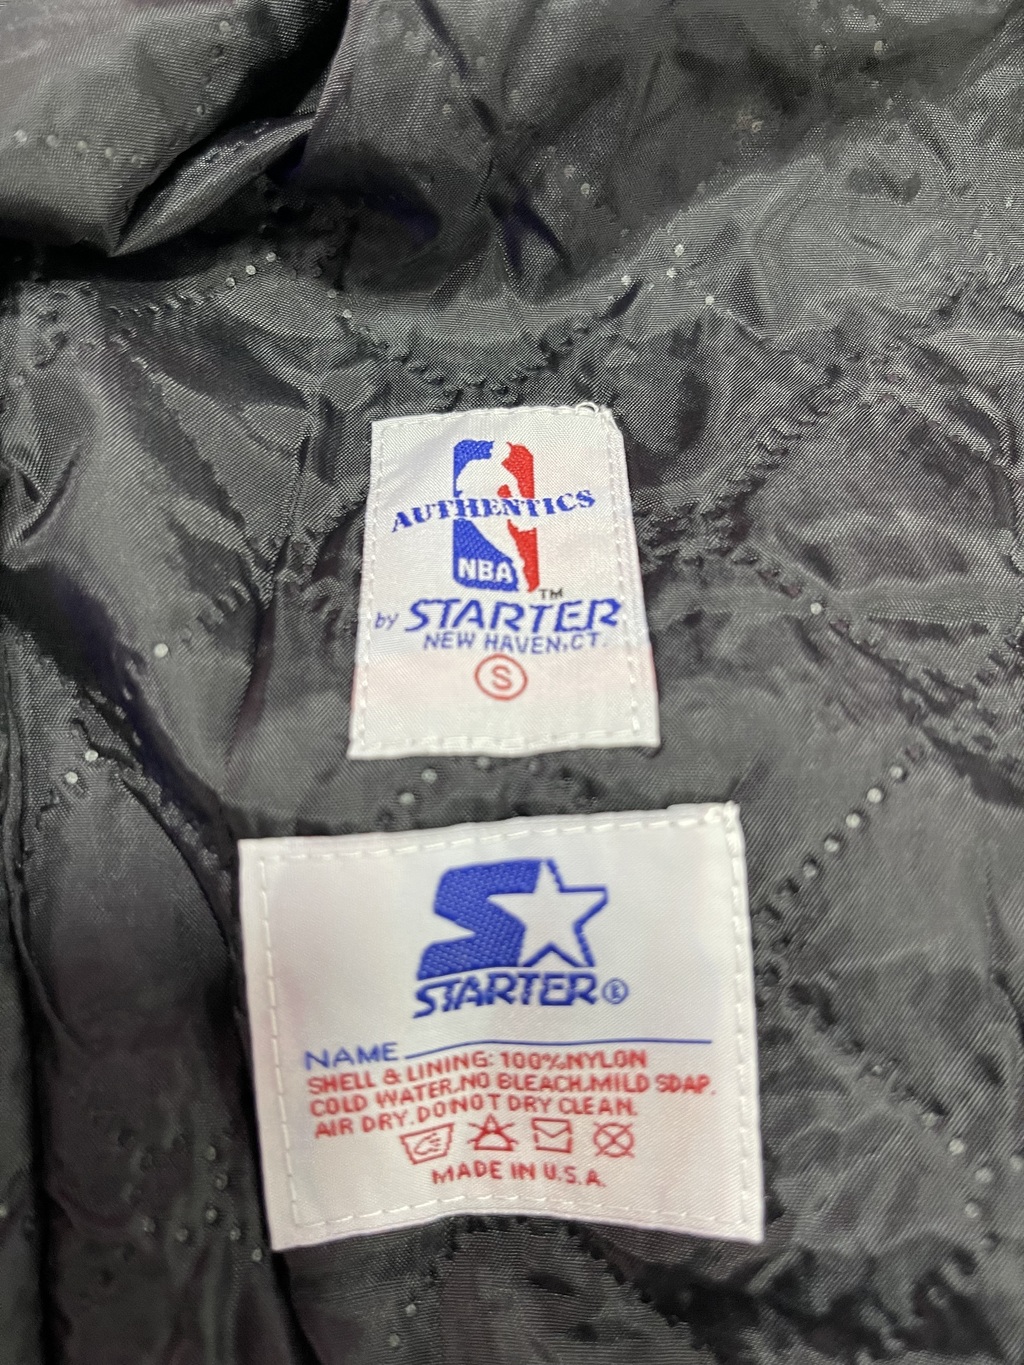 AUTHENTICS
NBA
TM
by STARTER
NEW HAVEN, CT.
S
STARTER®
NAME
SHELL & LINING: 100% NYLON
COLD WATER. NO BLEACH. MILD SOAP.
AIR DRY. DO NOT DRY CLEAN.
MADE IN U.S.A.